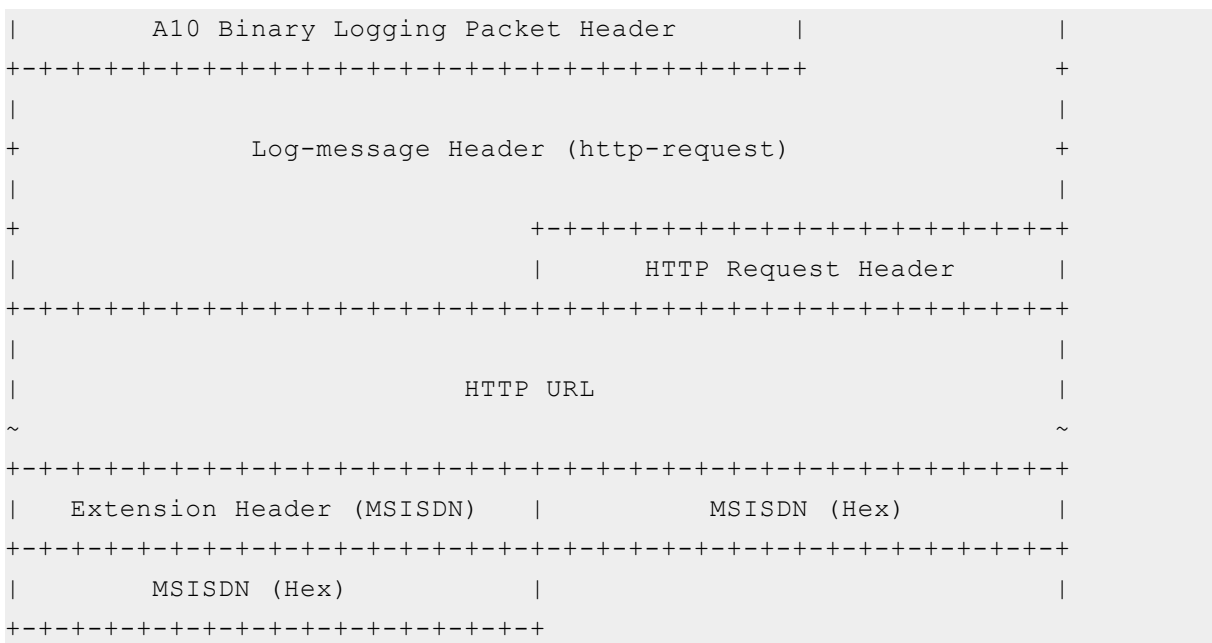 |        A10 Binary Logging Packet Header       |               |
+-+-+-+-+-+-+-+-+-+-+-+-+-+-+-+-+-+-+-+-+-+-+-+-+               +
|                                                               |
+              Log-message Header (http-request)                +
|                                                               |
+                               +-+-+-+-+-+-+-+-+-+-+-+-+-+-+-+-+
|                               |      HTTP Request Header      |
+-+-+-+-+-+-+-+-+-+-+-+-+-+-+-+-+-+-+-+-+-+-+-+-+-+-+-+-+-+-+-+-+
|                                                               |
|                           HTTP URL                            |
~                                                               ~
+-+-+-+-+-+-+-+-+-+-+-+-+-+-+-+-+-+-+-+-+-+-+-+-+-+-+-+-+-+-+-+-+
|   Extension Header (MSISDN)   |          MSISDN (Hex)         |
+-+-+-+-+-+-+-+-+-+-+-+-+-+-+-+-+-+-+-+-+-+-+-+-+-+-+-+-+-+-+-+-+
|        MSISDN (Hex)           |                               |
+-+-+-+-+-+-+-+-+-+-+-+-+-+-+-+-+